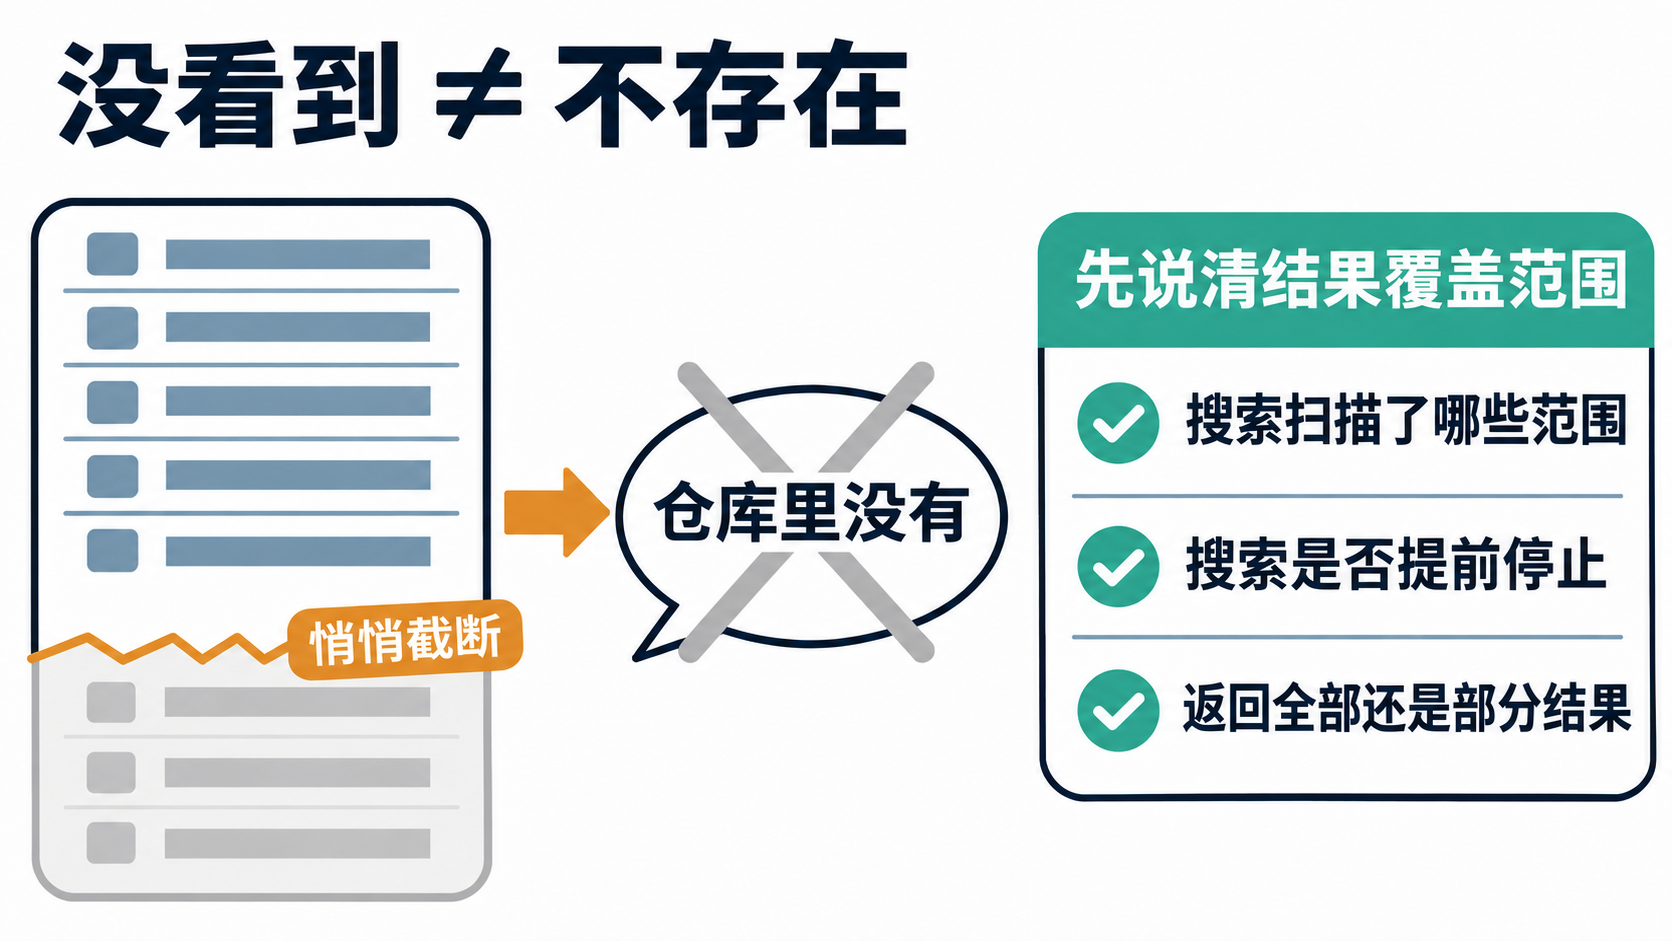 没看到 ≠ 不存在
悄悄截断
仓库里没有
先说清结果覆盖范围
搜索扫描了哪些范围
搜索是否提前停止
返回全部还是部分结果